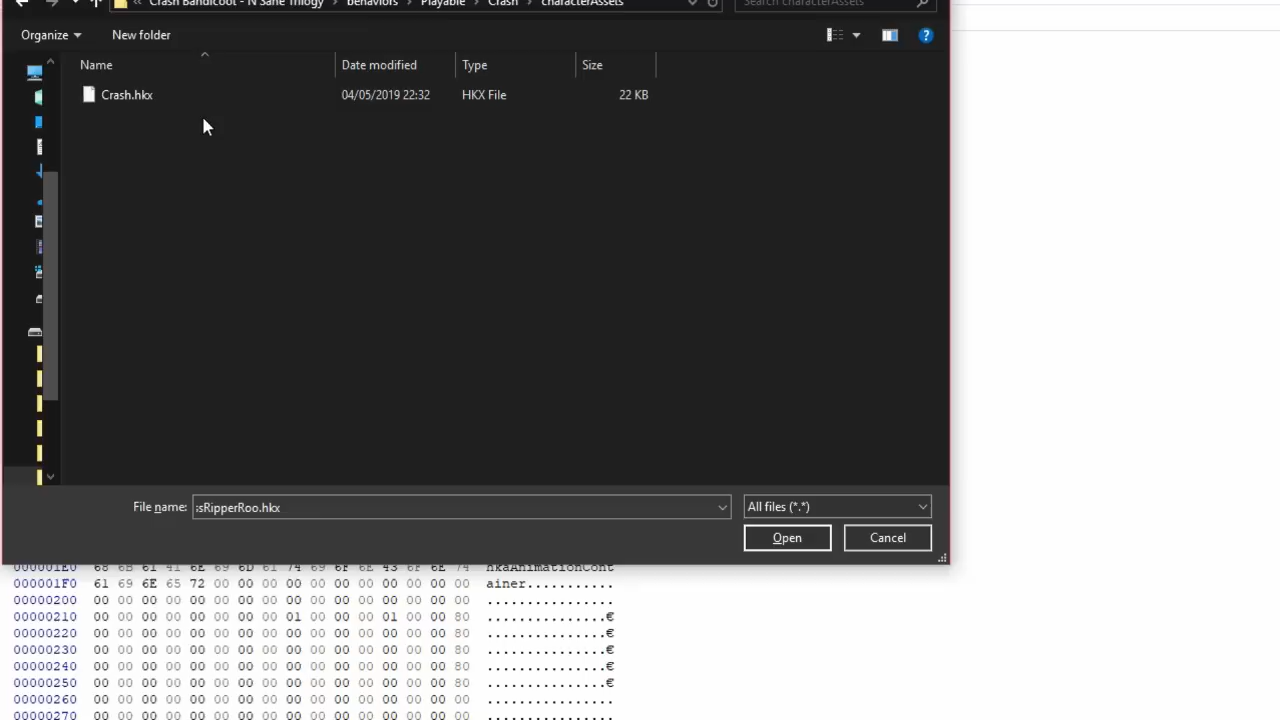 « Crash Bandicoot - N Sane Trilogy > behaviors > Playable > Crash > characterAssets
Search characterAssets
Organize
New folder
Name
Date modified
Type
Size
Crash.hkx
04/05/2019 22:32
HKX File
22 KB
File name:
sRipperRoo.hkx
All files (*.*)
Open
Cancel
000001E0 68 6B 61 41 6E 69 6D 61 74 69 6F 6E 43 6F 6E 74 hkaAnimationCont
000001F0 61 69 6E 65 72 00 00 00 00 00 00 00 00 00 00 00 ainer...........
00000200 00 00 00 00 00 00 00 00 00 00 00 00 00 00 00 00 ................
00000210 00 00 00 00 00 00 00 00 01 00 00 00 01 00 00 80 ...............€
00000220 00 00 00 00 00 00 00 00 00 00 00 00 00 00 00 80 ...............€
00000230 00 00 00 00 00 00 00 00 00 00 00 00 00 00 00 80 ...............€
00000240 00 00 00 00 00 00 00 00 00 00 00 00 00 00 00 80 ...............€
00000250 00 00 00 00 00 00 00 00 00 00 00 00 00 00 00 80 ...............€
00000260 00 00 00 00 00 00 00 00 00 00 00 00 00 00 00 00 ................
00000270 00 00 00 00 00 00 00 00 00 00 00 00 00 00 00 00 ................